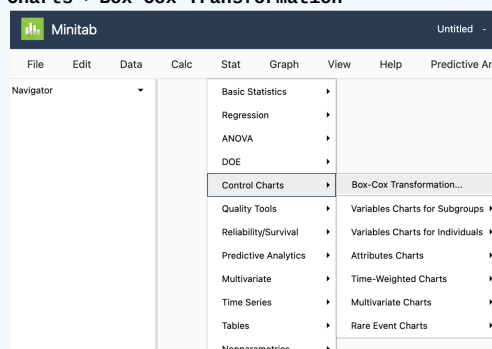 Charts > Box-Cox Transformation
Minitab
Untitled -
File Edit Data Calc Stat Graph View Help Predictive An
Navigator
Basic Statistics
Regression
ANOVA
DOE
Control Charts
Box-Cox Transformation...
Quality Tools
Variables Charts for Subgroups
Reliability/Survival
Variables Charts for Individuals
Predictive Analytics
Attributes Charts
Multivariate
Time-Weighted Charts
Time Series
Multivariate Charts
Tables
Rare Event Charts
Nonparametrics